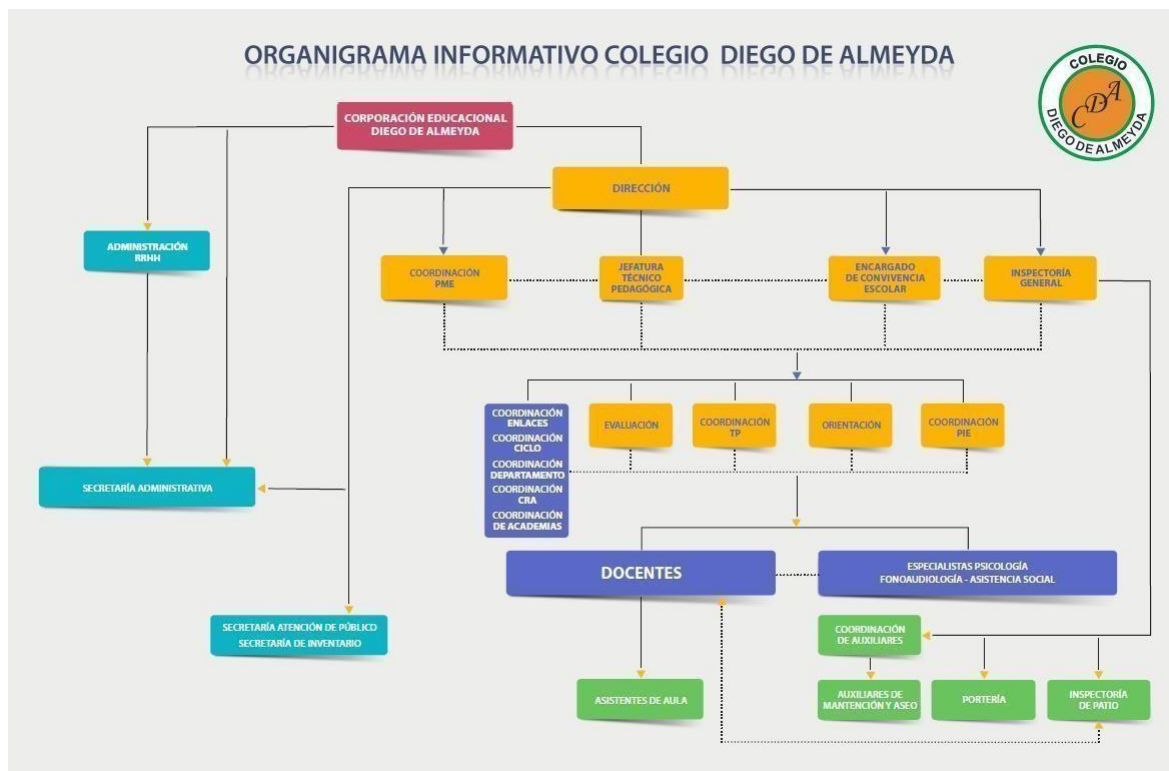 ORGANIGRAMA INFORMATIVO COLEGIO DIEGO DE ALMEYDA
COLEGIO
CDA
DIEGO DE ALMEYDA
CORPORACIÓN EDUCACIONAL
DIEGO DE ALMEYDA
DIRECCIÓN
ADMINISTRACIÓN
RRHH
COORDINACIÓN
PME
JEFATURA
TÉCNICO
PEDAGÓGICA
ENCARGADO
DE CONVIVENCIA
ESCOLAR
INSPECTORÍA
GENERAL
COORDINACIÓN
ENLACES
COORDINACIÓN
CICLO
COORDINACIÓN
DEPARTAMENTO
COORDINACIÓN
CRA
COORDINACIÓN
DE ACADEMIAS
EVALUACIÓN
COORDINACIÓN
TP
ORIENTACIÓN
COORDINACIÓN
PIE
SECRETARÍA ADMINISTRATIVA
DOCENTES
ESPECIALISTAS PSICOLOGÍA
FONOAUDIOLOGÍA - ASISTENCIA SOCIAL
SECRETARÍA ATENCIÓN DE PÚBLICO
SECRETARÍA DE INVENTARIO
COORDINACIÓN
DE AUXILIARES
ASISTENTES DE AULA
AUXILIARES DE
MANTENCIÓN Y ASEO
PORTERÍA
INSPECTORÍA
DE PATIO